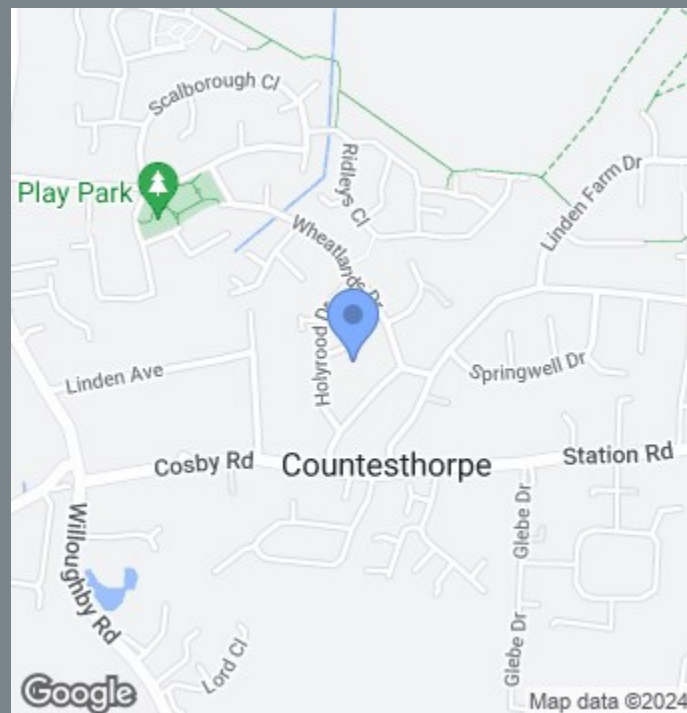 Scalborough Cl
Play Park
Ridleys Cl
Linden Farm Dr
Wheatlands Dr
Holyrood Dr
Linden Ave
Springwell Dr
Cosby Rd
Countesthorpe
Station Rd
Willoughby Rd
Glebe Dr
Glebe Dr
Lord Cl
Google
Map data ©2024